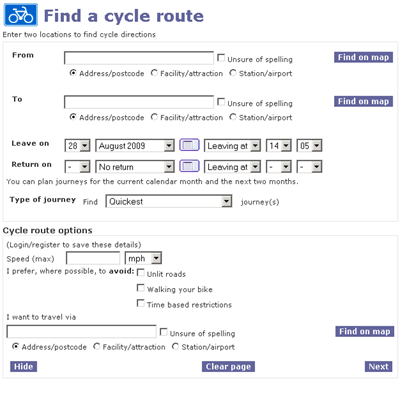 Find a cycle route
Enter two locations to find cycle directions
From
Unsure of spelling
Find on map
Address/postcode Facility/attraction Station/airport
To
Unsure of spelling
Find on map
Address/postcode Facility/attraction Station/airport
Leave on 28 August 2009 Leaving at 14 05
Return on - No return Leaving at - -
You can plan journeys for the current calendar month and the next two months.
Type of journey Find Quickest journey(s)
Cycle route options
(Login/register to save these details)
Speed (max) mph
I prefer, where possible, to avoid: Unlit roads
Walking your bike
Time based restrictions
I want to travel via
Unsure of spelling Find on map
Address/postcode Facility/attraction Station/airport
Hide Clear page Next